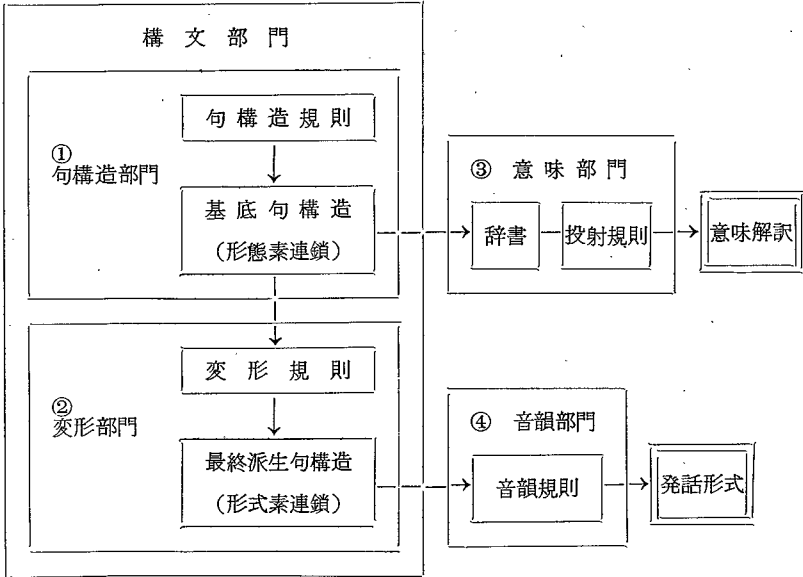 構文部門
①
句構造部門
句構造規則
基底句構造
(形態素連鎖)
②
変形部門
変形規則
最終派生句構造
(形式素連鎖)
③ 意味部門
辞書
投射規則
意味解釈
④ 音韻部門
音韻規則
発話形式